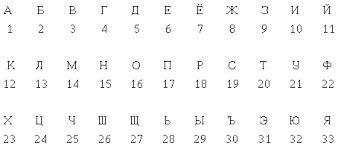 А Б В Г Д Е Ё Ж З И Й
1 2 3 4 5 6 7 8 9 10 11
К Л М Н О П Р С Т У Ф
12 13 14 15 16 17 18 19 20 21 22
Х Ц Ч Ш Щ Ь Ы Ъ Э Ю Я
23 24 25 26 27 28 29 30 31 32 33